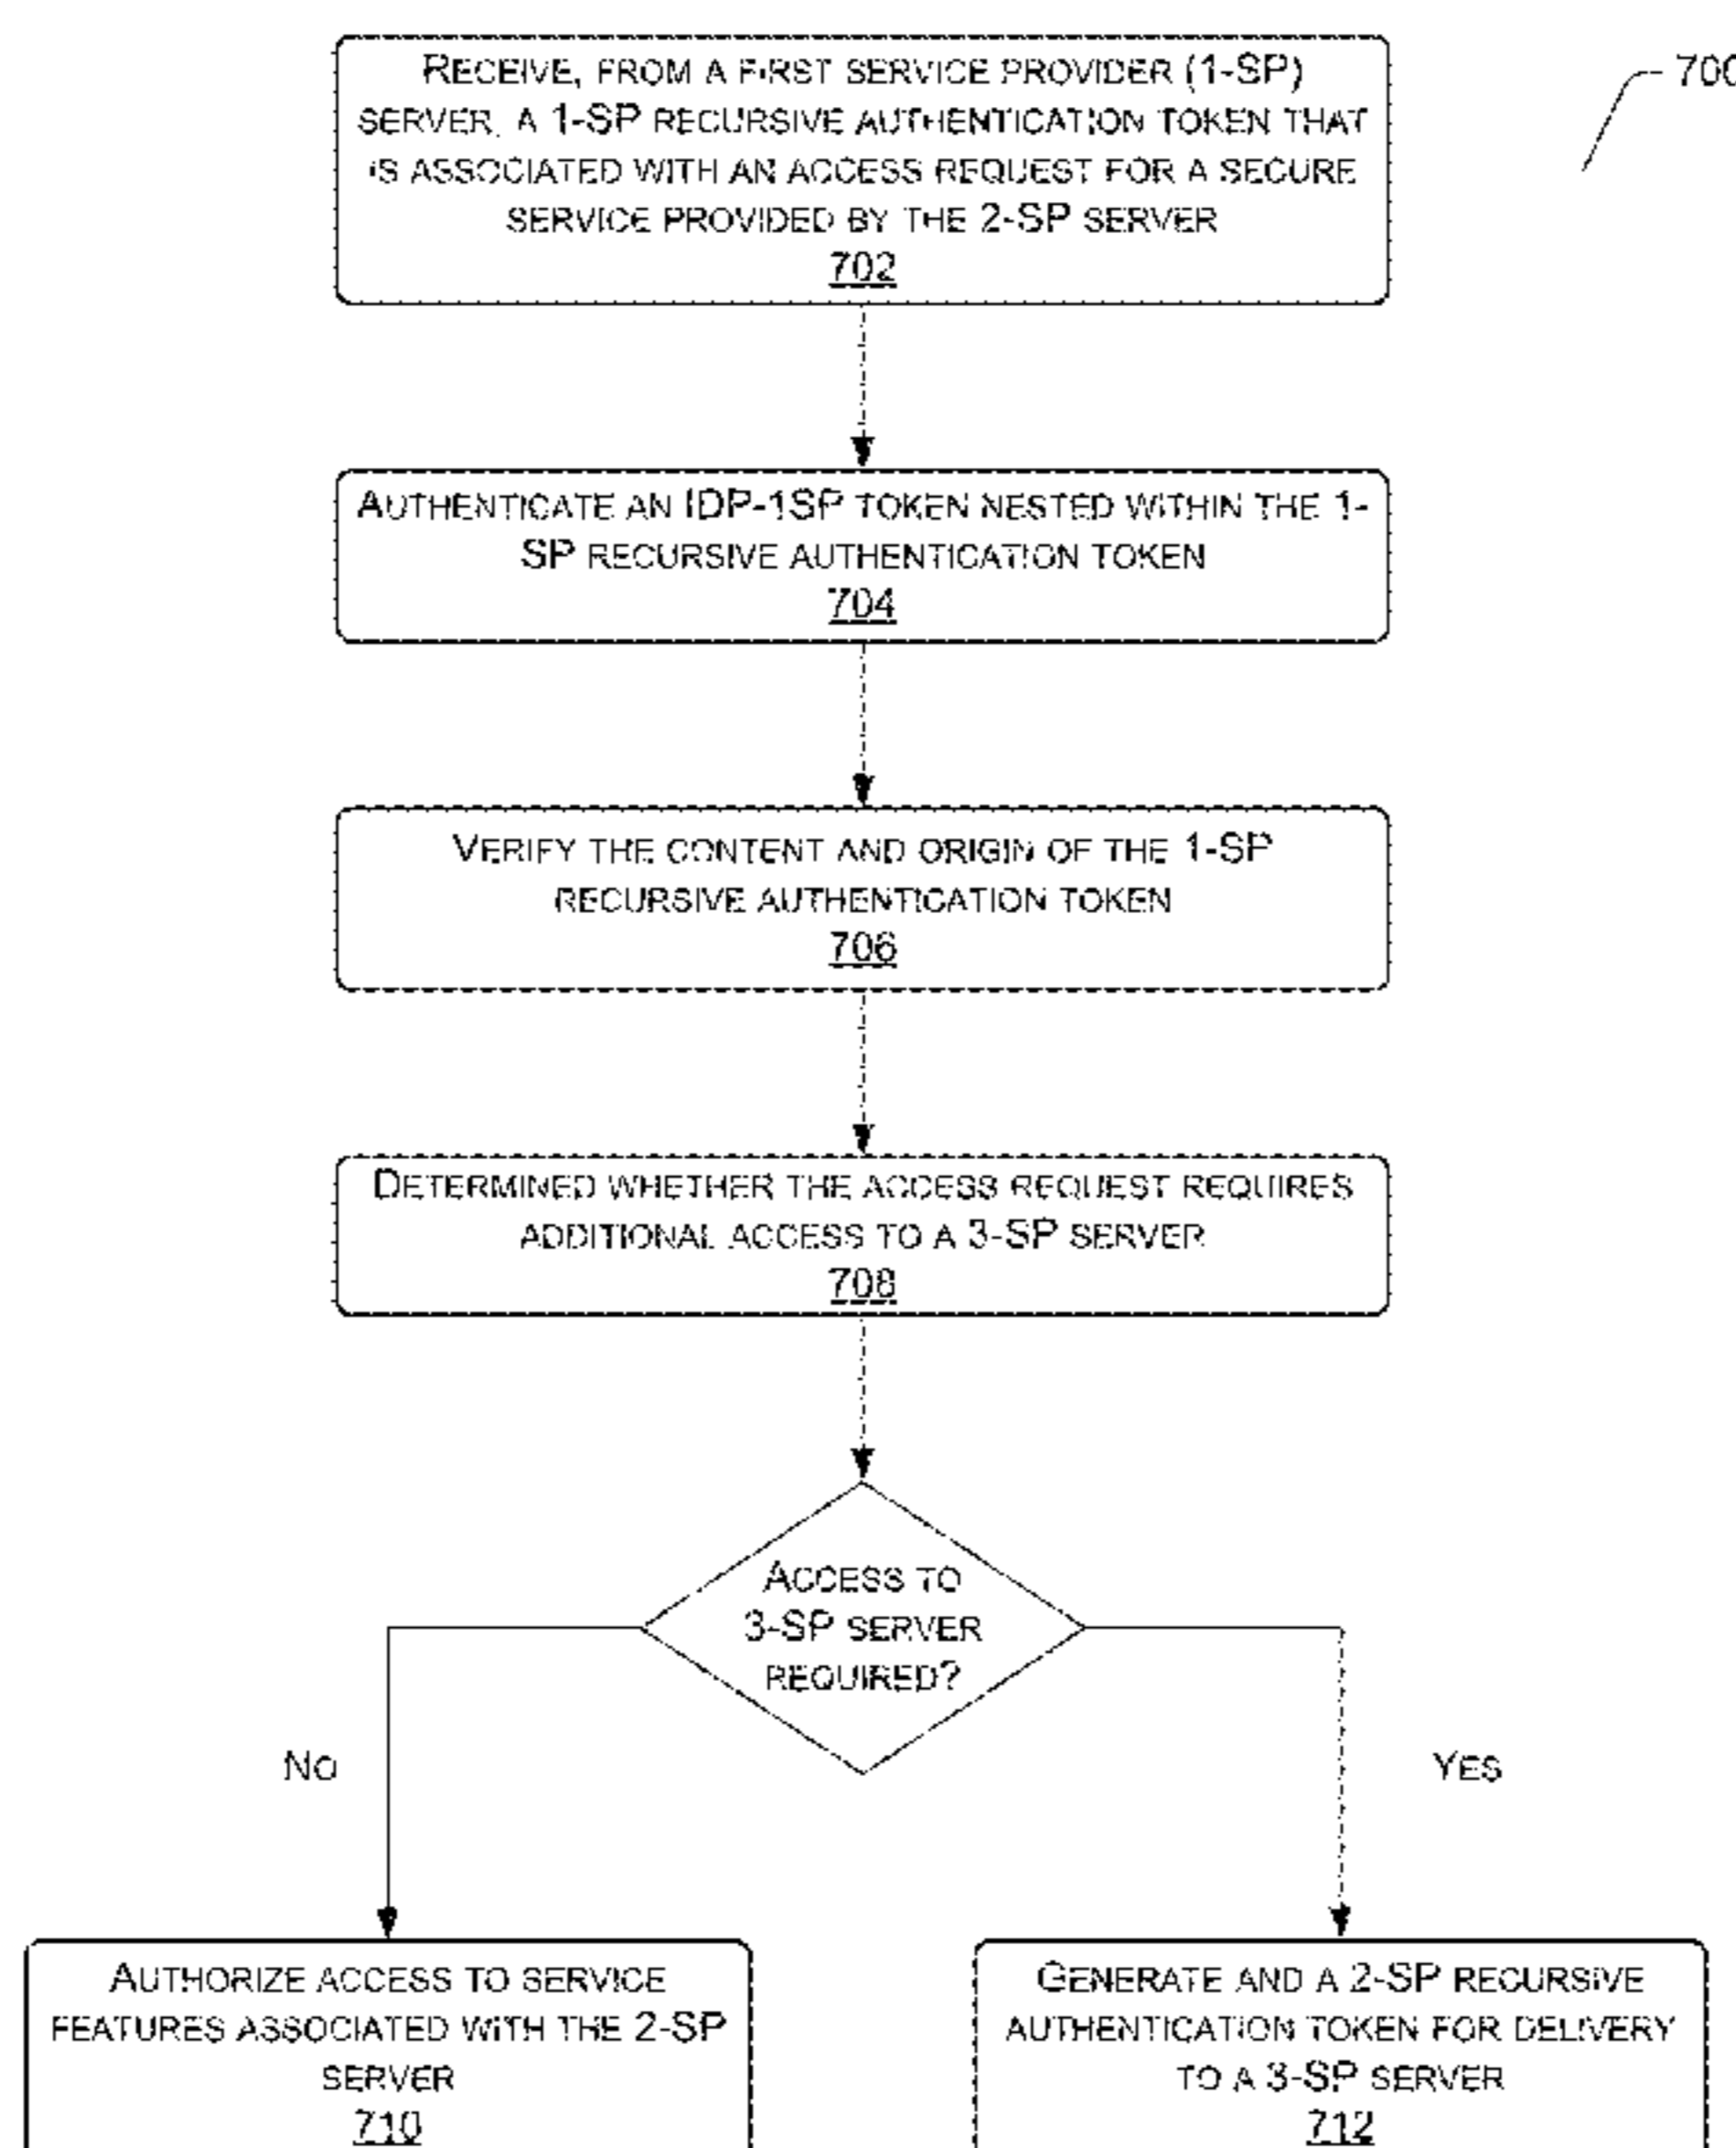 RECEIVE, FROM A FIRST SERVICE PROVIDER (1-SP)
SERVER, A 1-SP RECURSIVE AUTHENTICATION TOKEN THAT
IS ASSOCIATED WITH AN ACCESS REQUEST FOR A SECURE
SERVICE PROVIDED BY THE 2-SP SERVER
702
700
AUTHENTICATE AN IDP-1SP TOKEN NESTED WITHIN THE 1-
SP RECURSIVE AUTHENTICATION TOKEN
704
VERIFY THE CONTENT AND ORIGIN OF THE 1-SP
RECURSIVE AUTHENTICATION TOKEN
706
DETERMINED WHETHER THE ACCESS REQUEST REQUIRES
ADDITIONAL ACCESS TO A 3-SP SERVER
708
ACCESS TO
3-SP SERVER
REQUIRED?
NO
YES
AUTHORIZE ACCESS TO SERVICE
FEATURES ASSOCIATED WITH THE 2-SP
SERVER
710
GENERATE AND A 2-SP RECURSIVE
AUTHENTICATION TOKEN FOR DELIVERY
TO A 3-SP SERVER
712